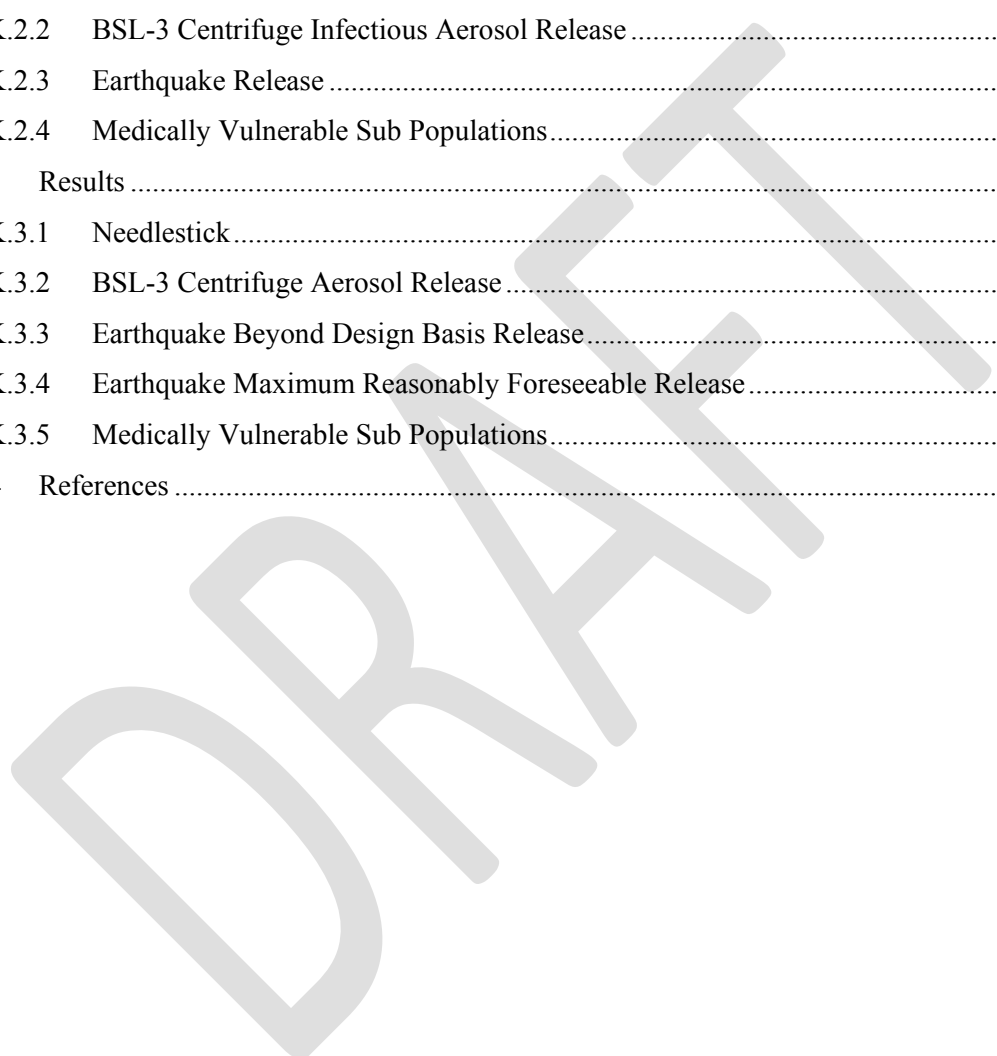 .2.2 BSL-3 Centrifuge Infectious Aerosol Release ....................................................
.2.3 Earthquake Release ....................................................
.2.4 Medically Vulnerable Sub Populations ....................................................
Results ....................................................
.3.1 Needlestick ....................................................
.3.2 BSL-3 Centrifuge Aerosol Release ....................................................
.3.3 Earthquake Beyond Design Basis Release ....................................................
.3.4 Earthquake Maximum Reasonably Foreseeable Release ....................................................
.3.5 Medically Vulnerable Sub Populations ....................................................
References ....................................................
DRAFT